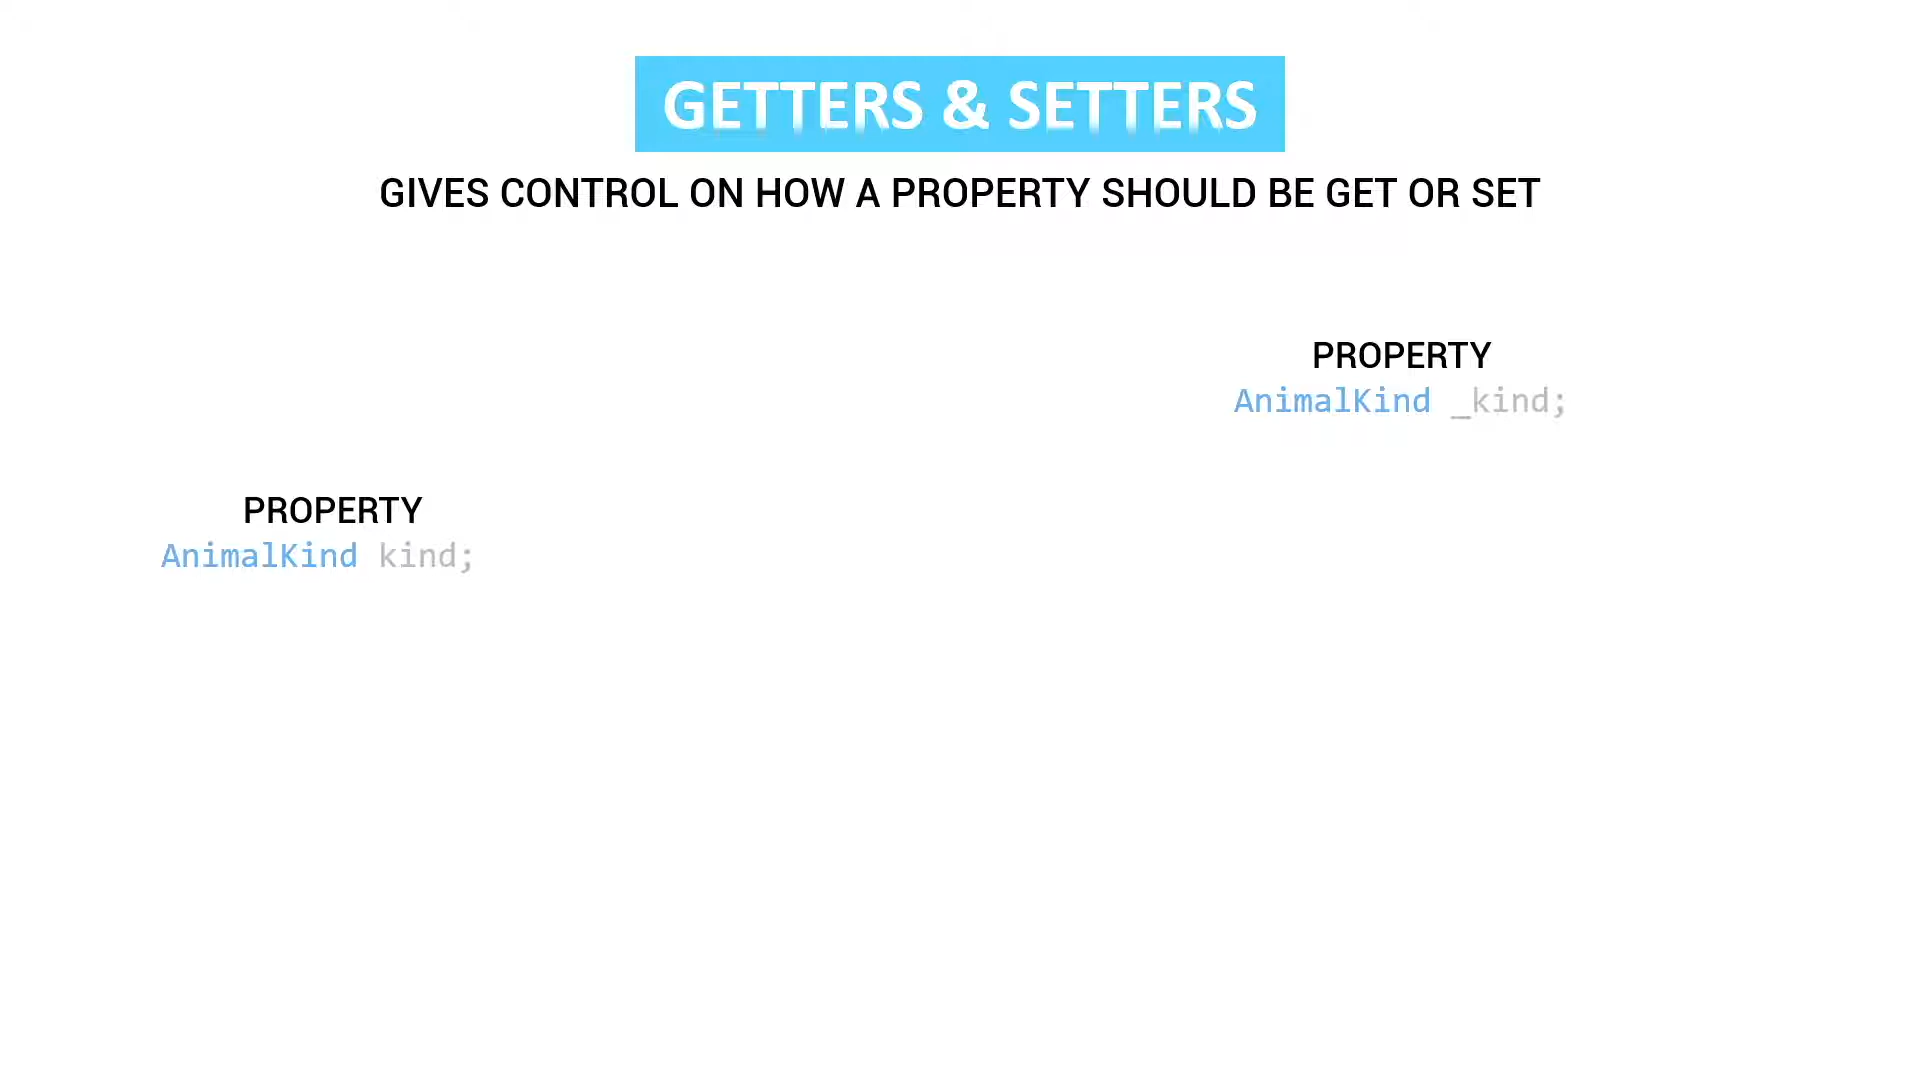 GETTERS & SETTERS
GIVES CONTROL ON HOW A PROPERTY SHOULD BE GET OR SET
PROPERTY
AnimalKind _kind;
PROPERTY
AnimalKind kind;